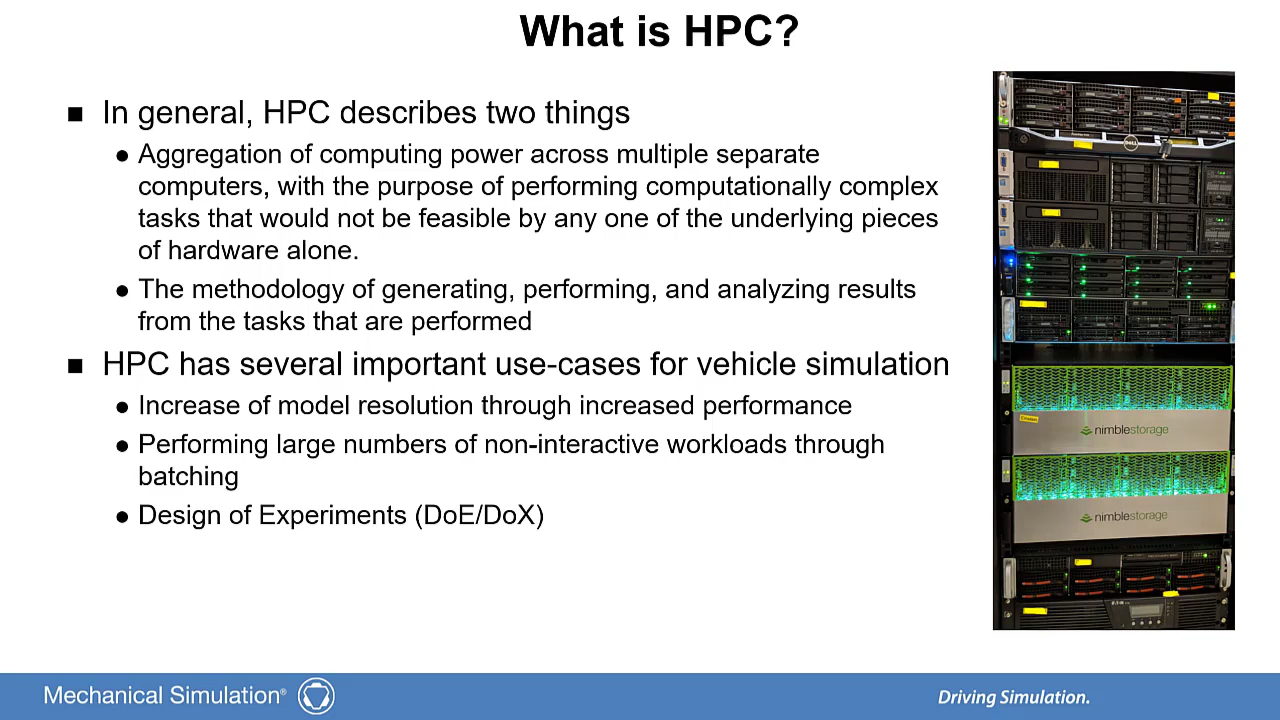 What is HPC?
■ In general, HPC describes two things
● Aggregation of computing power across multiple separate
computers, with the purpose of performing computationally complex
tasks that would not be feasible by any one of the underlying pieces
of hardware alone.
● The methodology of generating, performing, and analyzing results
from the tasks that are performed
■ HPC has several important use-cases for vehicle simulation
● Increase of model resolution through increased performance
● Performing large numbers of non-interactive workloads through
batching
● Design of Experiments (DoE/DoX)
DELL
nimblestorage
nimblestorage
Mechanical Simulation®
Driving Simulation.